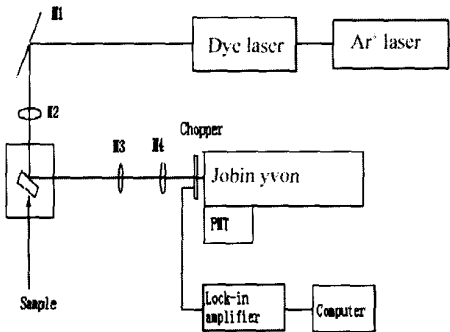 M1
Dye laser
Ar+ laser
M2
Chopper
M3
M4
Jobin yvon
PMT
Sample
Lock-in
amplifier
Computer